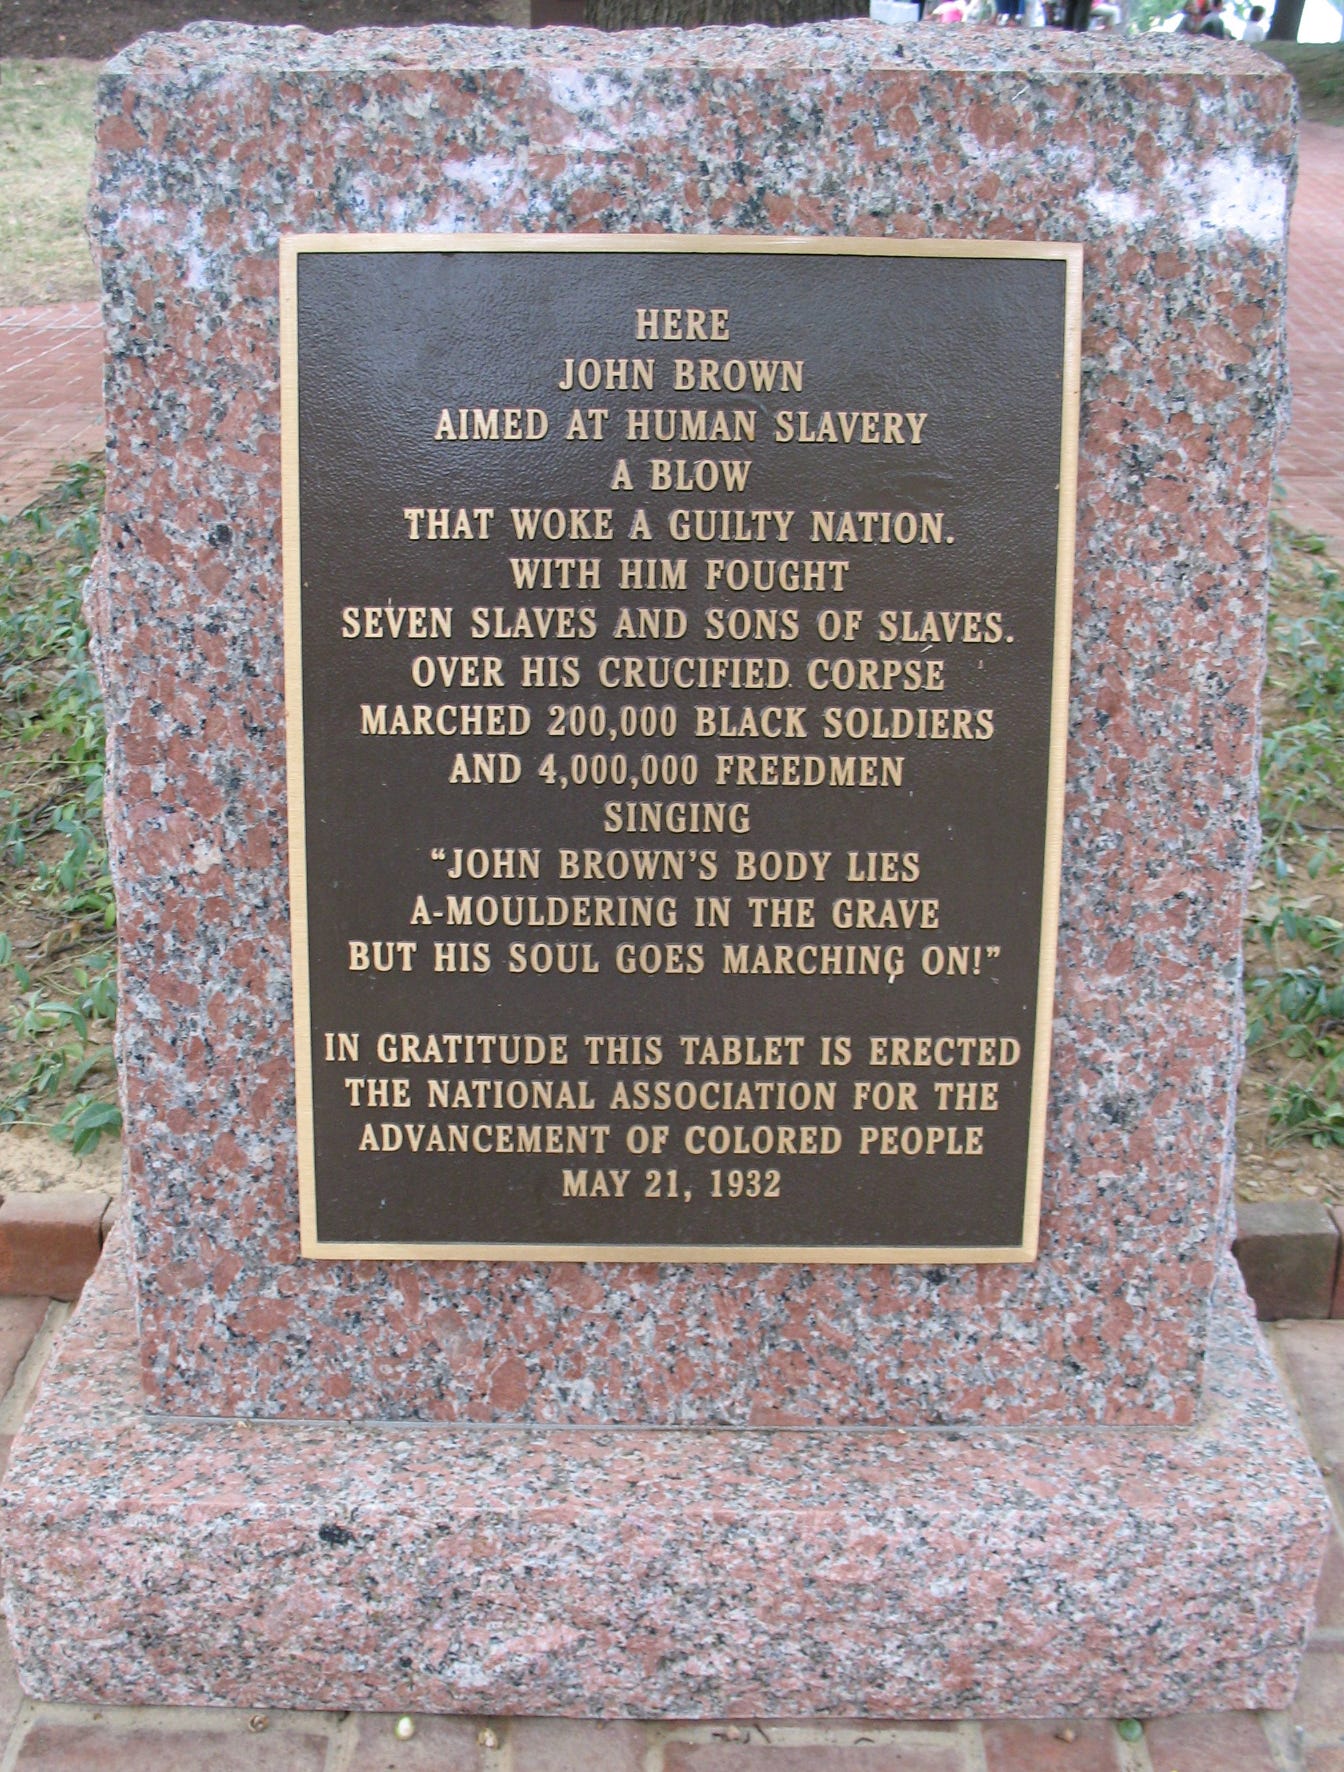 HERE
JOHN BROWN
AIMED AT HUMAN SLAVERY
A BLOW
THAT WOKE A GUILTY NATION.
WITH HIM FOUGHT
SEVEN SLAVES AND SONS OF SLAVES.
OVER HIS CRUCIFIED CORPSE
MARCHED 200,000 BLACK SOLDIERS
AND 4,000,000 FREEDMEN
SINGING
“JOHN BROWN’S BODY LIES
A-MOULDERING IN THE GRAVE
BUT HIS SOUL GOES MARCHING ON!”
IN GRATITUDE THIS TABLET IS ERECTED
THE NATIONAL ASSOCIATION FOR THE
ADVANCEMENT OF COLORED PEOPLE
MAY 21, 1932